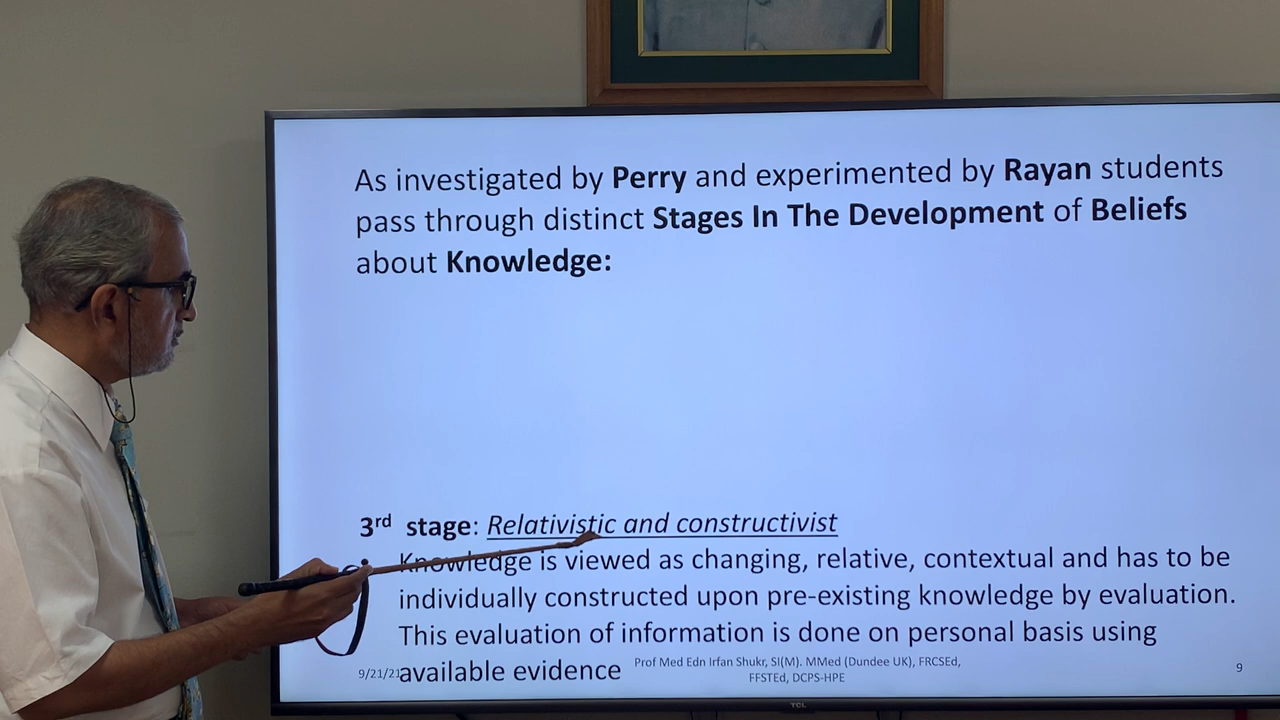 As investigated by Perry and experimented by Rayan students
pass through distinct Stages In The Development of Beliefs
about Knowledge:
3rd stage: Relativistic and constructivist
Knowledge is viewed as changing, relative, contextual and has to be
individually constructed upon pre-existing knowledge by evaluation.
This evaluation of information is done on personal basis using
available evidence
9/21/21
Prof Med Edn Irfan Shukr, SI(M). MMed (Dundee UK), FRCSEd,
FFSTEd, DCPS-HPE
9
TCL